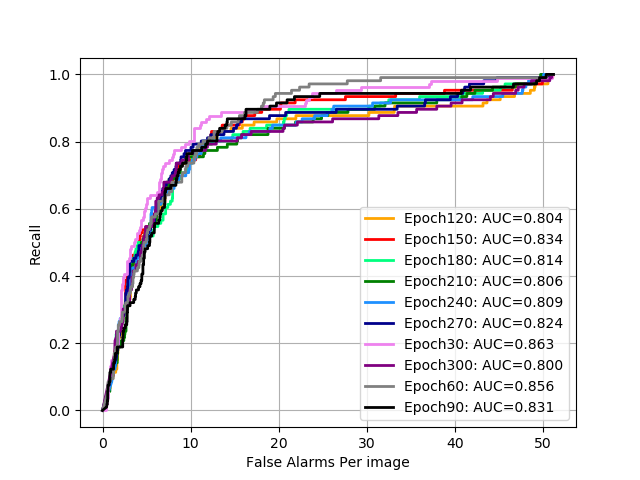 1.0
0.8
0.6
0.4
0.2
0.0
Recall
Epoch120: AUC=0.804
Epoch150: AUC=0.834
Epoch180: AUC=0.814
Epoch210: AUC=0.806
Epoch240: AUC=0.809
Epoch270: AUC=0.824
Epoch30: AUC=0.863
Epoch300: AUC=0.800
Epoch60: AUC=0.856
Epoch90: AUC=0.831
0 10 20 30 40 50
False Alarms Per image